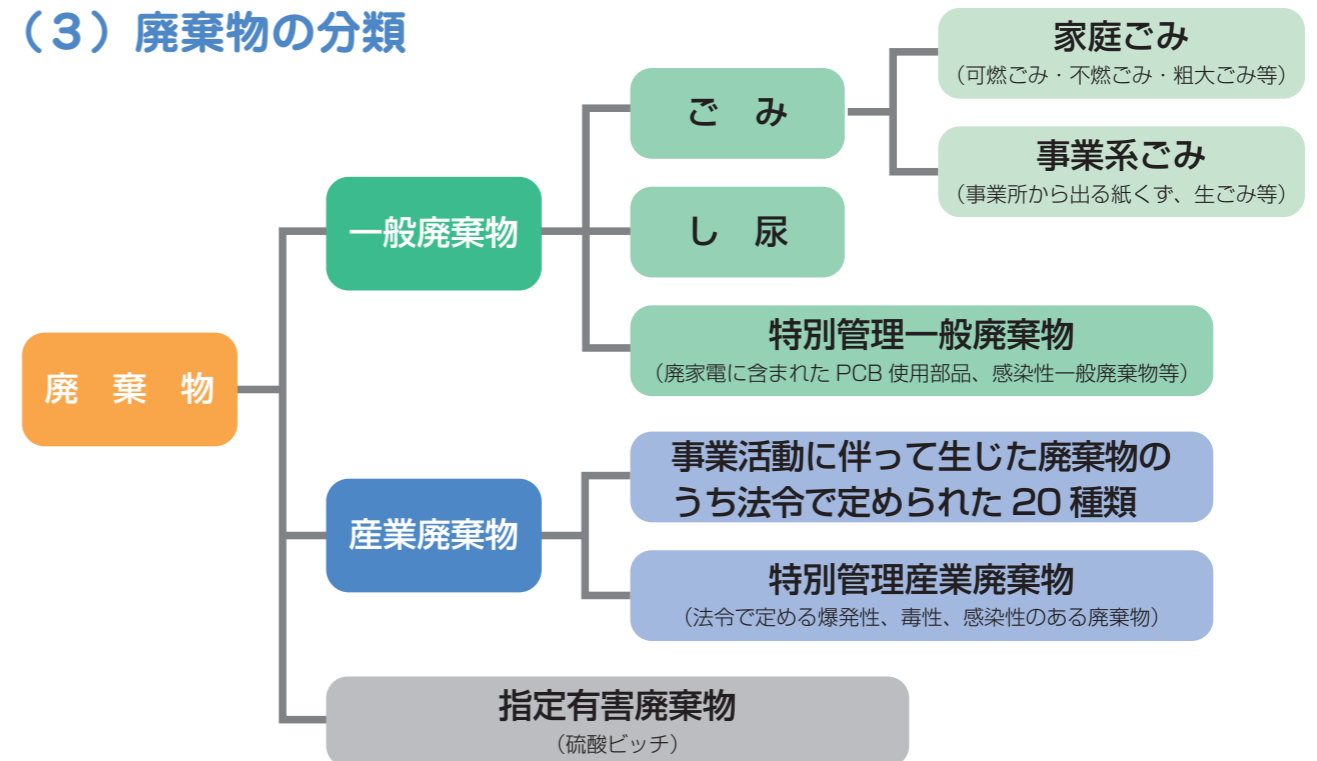 （３）廃棄物の分類
家庭ごみ
（可燃ごみ・不燃ごみ・粗大ごみ等）
ご　み
事業系ごみ
（事業所から出る紙くず、生ごみ等）
一般廃棄物
し　尿
特別管理一般廃棄物
（廃家電に含まれた PCB 使用部品、感染性一般廃棄物等）
廃　棄　物
事業活動に伴って生じた廃棄物の
うち法令で定められた 20 種類
産業廃棄物
特別管理産業廃棄物
（法令で定める爆発性、毒性、感染性のある廃棄物）
指定有害廃棄物
（硫酸ピッチ）